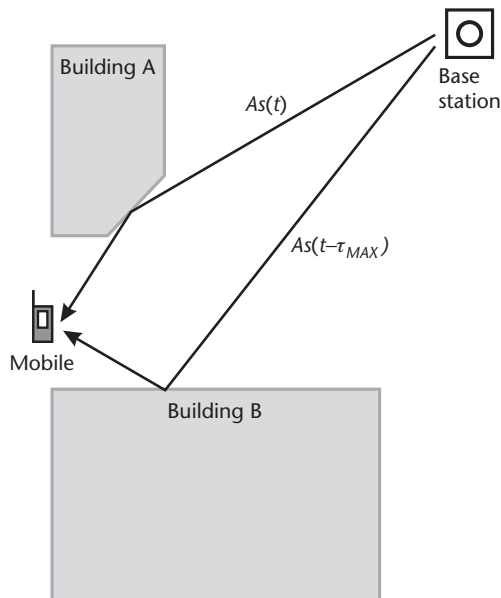 Building A
Base
station
As(t)
As(t–τMAX)
Mobile
Building B